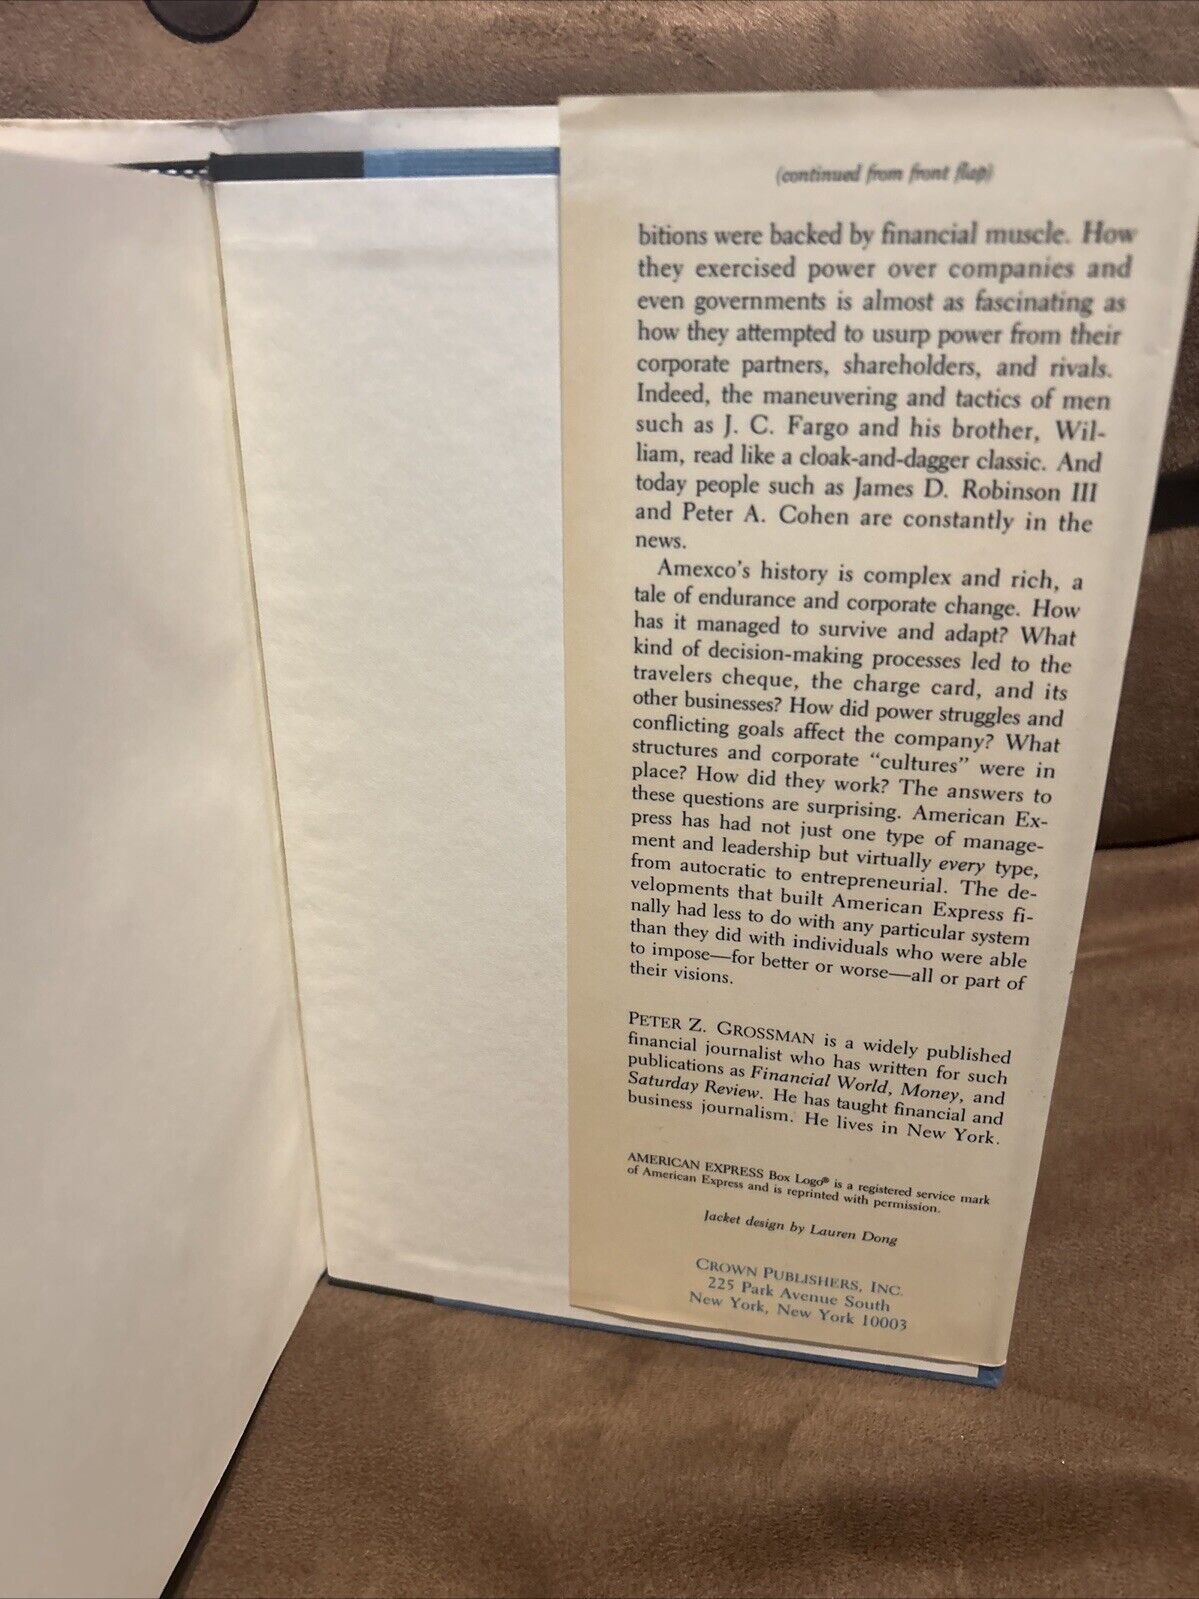 (continued from front flap)
bitions were backed by financial muscle. How
they exercised power over companies and
even governments is almost as fascinating as
how they attempted to usurp power from their
corporate partners, shareholders, and rivals.
Indeed, the maneuvering and tactics of men
such as J. C. Fargo and his brother, Wil-
liam, read like a cloak-and-dagger classic. And
today people such as James D. Robinson III
and Peter A. Cohen are constantly in the
news.
Amexco's history is complex and rich, a
tale of endurance and corporate change. How
has it managed to survive and adapt? What
kind of decision-making processes led to the
travelers cheque, the charge card, and its
other businesses? How did power struggles and
conflicting goals affect the company? What
structures and corporate "cultures" were in
place? How did they work? The answers to
these questions are surprising. American Ex-
press has had not just one type of manage-
ment and leadership but virtually every type,
from autocratic to entrepreneurial. The de-
velopments that built American Express fi-
nally had less to do with any particular system
than they did with individuals who were able
to impose—for better or worse—all or part of
their visions.
PETER Z. GROSSMAN is a widely published
financial journalist who has written for such
publications as Financial World, Money, and
Saturday Review. He has taught financial and
business journalism. He lives in New York.
AMERICAN EXPRESS Box Logo® is a registered service mark
of American Express and is reprinted with permission.
Jacket design by Lauren Dong
CROWN PUBLISHERS, INC.
225 Park Avenue South
New York, New York 10003